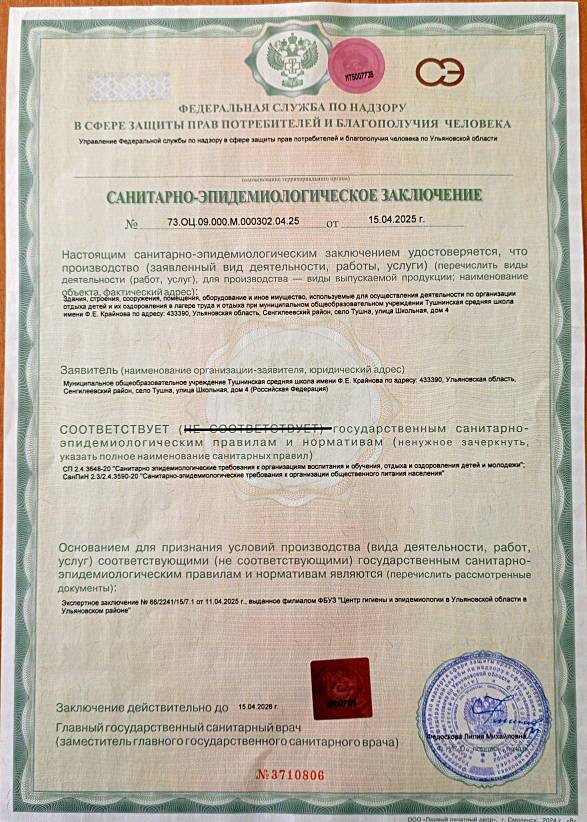 НТ5007735
СЭ
ФЕДЕРАЛЬНАЯ СЛУЖБА ПО НАДЗОРУ
В СФЕРЕ ЗАЩИТЫ ПРАВ ПОТРЕБИТЕЛЕЙ И БЛАГОПОЛУЧИЯ ЧЕЛОВЕКА
Управление Федеральной службы по надзору в сфере защиты прав потребителей и благополучия человека по Ульяновской области
(наименование территориального органа)
САНИТАРНО-ЭПИДЕМИОЛОГИЧЕСКОЕ ЗАКЛЮЧЕНИЕ
№ 73.ОЦ.09.000.М.000302.04.25 от 15.04.2025 г.
Настоящим санитарно-эпидемиологическим заключением удостоверяется, что
производство (заявленный вид деятельности, работы, услуги) (перечислить виды
деятельности (работ, услуг), для производства — виды выпускаемой продукции; наименование
объекта, фактический адрес):
Здания, строения, сооружения, помещения, оборудование и иное имущество, используемые для осуществления деятельности по организации
отдыха детей и их оздоровления в лагере труда и отдыха при муниципальном общеобразовательном учреждении Тушнинская средняя школа
имени Ф.Е. Крайнова по адресу: 433390, Ульяновская область, Сенгилеевский район, село Тушна, улица Школьная, дом 4
Заявитель (наименование организации-заявителя, юридический адрес)
Муниципальное общеобразовательное учреждение Тушнинская средняя школа имени Ф.Е. Крайнова по адресу: 433390, Ульяновская область,
Сенгилеевский район, село Тушна, улица Школьная, дом 4 (Российская Федерация)
СООТВЕТСТВУЕТ (НЕ СООТВЕТСТВУЕТ) государственным санитарно-
эпидемиологическим правилам и нормативам (ненужное зачеркнуть,
указать полное наименование санитарных правил)
СП 2.4.3648-20 "Санитарно эпидемиологические требования к организациям воспитания и обучения, отдыха и оздоровления детей и молодежи";
СанПиН 2.3/2.4.3590-20 "Санитарно-эпидемиологические требования к организации общественного питания населения"
Основанием для признания условий производства (вида деятельности, работ,
услуг) соответствующими (не соответствующими) государственным санитарно-
эпидемиологическим правилам и нормативам являются (перечислить рассмотренные
документы):
Экспертное заключение № 66/2241/15/7.1 от 11.04.2025 г., выданное филиалом ФБУЗ "Центр гигиены и эпидемиологии в Ульяновской области в
Ульяновском районе"
Заключение действительно до 15.04.2026 г.
Главный государственный санитарный врач
(заместитель главного государственного санитарного врача)
Федоскова Лилия Михайловна
№3710806
ООО «Первый печатный двор», г. Смоленск, 2024 г., «В»